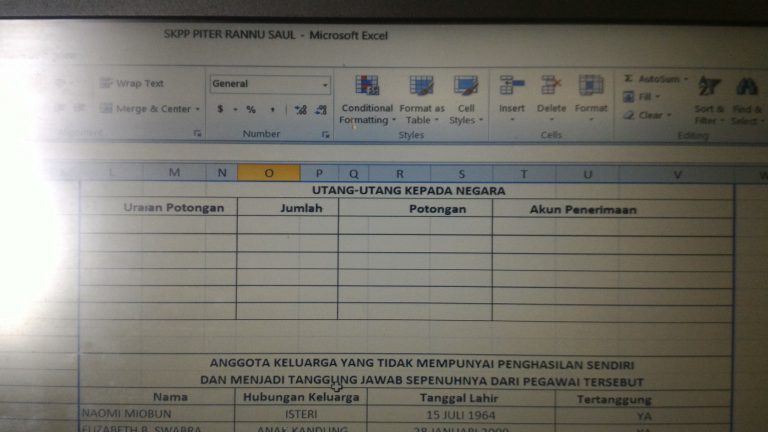 SKPP PITER RANNU SAUL - Microsoft Excel
Wrap Text
General
Merge & Center
$ % ,
Conditional Formatting
Format as Table
Cell Styles
Insert
Delete
Format
AutoSum
Fill
Clear
Sort & Filter
Find & Select
Alignment
Number
Styles
Cells
Editing
L M N O P Q R S T U V W
UTANG-UTANG KEPADA NEGARA
Uraian Potongan Jumlah Potongan Akun Penerimaan
ANGGOTA KELUARGA YANG TIDAK MEMPUNYAI PENGHASILAN SENDIRI
DAN MENJADI TANGGUNG JAWAB SEPENUHNYA DARI PEGAWAI TERSEBUT
Nama Hubungan Keluarga Tanggal Lahir Tertanggung
NAOMI MIOBUN ISTERI 15 JULI 1964 YA
ELIZABETH B. SWABRA ANAK KANDUNG 28 JANUARI 2000 YA